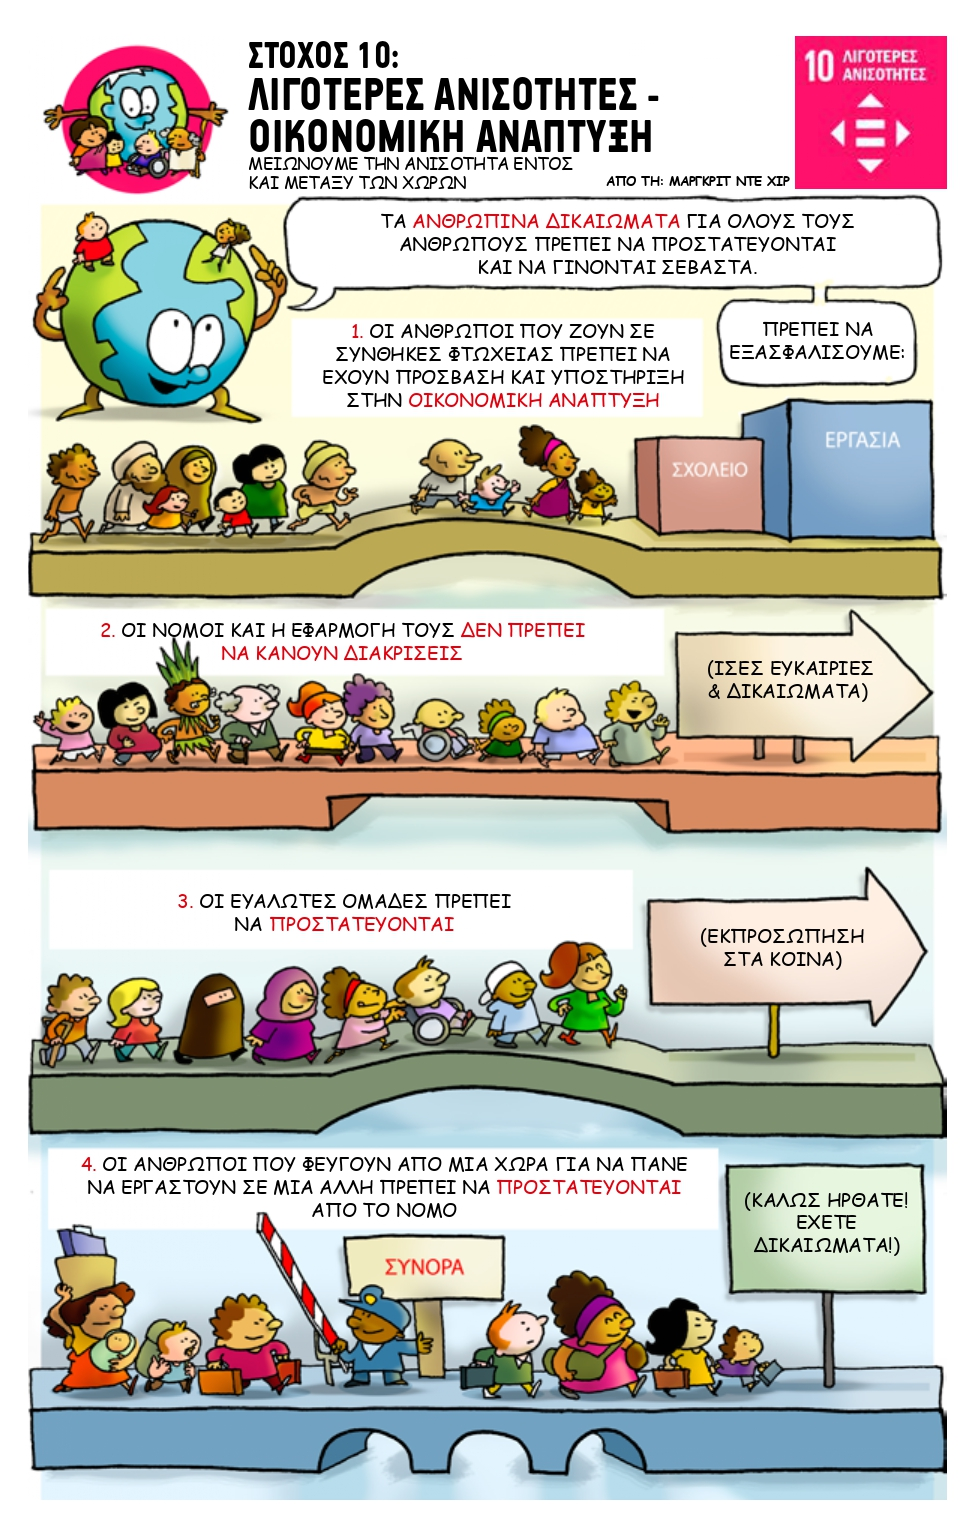 ΣΤΟΧΟΣ 10:
ΛΙΓΟΤΕΡΕΣ ΑΝΙΣΟΤΗΤΕΣ -
ΟΙΚΟΝΟΜΙΚΗ ΑΝΑΠΤΥΞΗ
ΜΕΙΩΝΟΥΜΕ ΤΗΝ ΑΝΙΣΟΤΗΤΑ ΕΝΤΟΣ
ΚΑΙ ΜΕΤΑΞΥ ΤΩΝ ΧΩΡΩΝ
ΑΠΟ ΤΗ: ΜΑΡΓΚΡΙΤ ΝΤΕ ΧΙΡ
10 ΛΙΓΟΤΕΡΕΣ
ΑΝΙΣΟΤΗΤΕΣ
ΤΑ ΑΝΘΡΩΠΙΝΑ ΔΙΚΑΙΩΜΑΤΑ ΓΙΑ ΟΛΟΥΣ ΤΟΥΣ
ΑΝΘΡΩΠΟΥΣ ΠΡΕΠΕΙ ΝΑ ΠΡΟΣΤΑΤΕΥΟΝΤΑΙ
ΚΑΙ ΝΑ ΓΙΝΟΝΤΑΙ ΣΕΒΑΣΤΑ.
ΠΡΕΠΕΙ ΝΑ
ΕΞΑΣΦΑΛΙΣΟΥΜΕ:
1. ΟΙ ΑΝΘΡΩΠΟΙ ΠΟΥ ΖΟΥΝ ΣΕ
ΣΥΝΘΗΚΕΣ ΦΤΩΧΕΙΑΣ ΠΡΕΠΕΙ ΝΑ
ΕΧΟΥΝ ΠΡΟΣΒΑΣΗ ΚΑΙ ΥΠΟΣΤΗΡΙΞΗ
ΣΤΗΝ ΟΙΚΟΝΟΜΙΚΗ ΑΝΑΠΤΥΞΗ
ΣΧΟΛΕΙΟ
ΕΡΓΑΣΙΑ
2. ΟΙ ΝΟΜΟΙ ΚΑΙ Η ΕΦΑΡΜΟΓΗ ΤΟΥΣ ΔΕΝ ΠΡΕΠΕΙ
ΝΑ ΚΑΝΟΥΝ ΔΙΑΚΡΙΣΕΙΣ
(ΙΣΕΣ ΕΥΚΑΙΡΙΕΣ
& ΔΙΚΑΙΩΜΑΤΑ)
3. ΟΙ ΕΥΑΛΩΤΕΣ ΟΜΑΔΕΣ ΠΡΕΠΕΙ
ΝΑ ΠΡΟΣΤΑΤΕΥΟΝΤΑΙ
(ΕΚΠΡΟΣΩΠΗΣΗ
ΣΤΑ ΚΟΙΝΑ)
4. ΟΙ ΑΝΘΡΩΠΟΙ ΠΟΥ ΦΕΥΓΟΥΝ ΑΠΟ ΜΙΑ ΧΩΡΑ ΓΙΑ ΝΑ ΠΑΝΕ
ΝΑ ΕΡΓΑΣΤΟΥΝ ΣΕ ΜΙΑ ΑΛΛΗ ΠΡΕΠΕΙ ΝΑ ΠΡΟΣΤΑΤΕΥΟΝΤΑΙ
ΑΠΟ ΤΟ ΝΟΜΟ
ΣΥΝΟΡΑ
(ΚΑΛΩΣ ΗΡΘΑΤΕ!
ΕΧΕΤΕ
ΔΙΚΑΙΩΜΑΤΑ!)